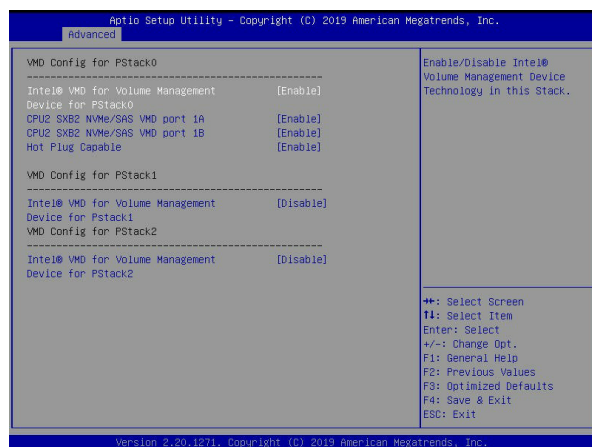 Aptio Setup Utility – Copyright (C) 2019 American Megatrends, Inc.
Advanced
VMD Config for PStack0
------------------------------------------------------
Intel® VMD for Volume Management [Enable]
Device for PStack0
CPU2 SXB2 NVMe/SAS VMD port 1A [Enable]
CPU2 SXB2 NVMe/SAS VMD port 1B [Enable]
Hot Plug Capable [Enable]
VMD Config for PStack1
------------------------------------------------------
Intel® VMD for Volume Management [Disable]
Device for Pstack1
VMD Config for PStack2
------------------------------------------------------
Intel® VMD for Volume Management [Disable]
Device for PStack2
Enable/Disable Intel®
Volume Management Device
Technology in this Stack.
→←: Select Screen
↑↓: Select Item
Enter: Select
+/-: Change Opt.
F1: General Help
F2: Previous Values
F3: Optimized Defaults
F4: Save & Exit
ESC: Exit
Version 2.20.1271. Copyright (C) 2019 American Megatrends, Inc.